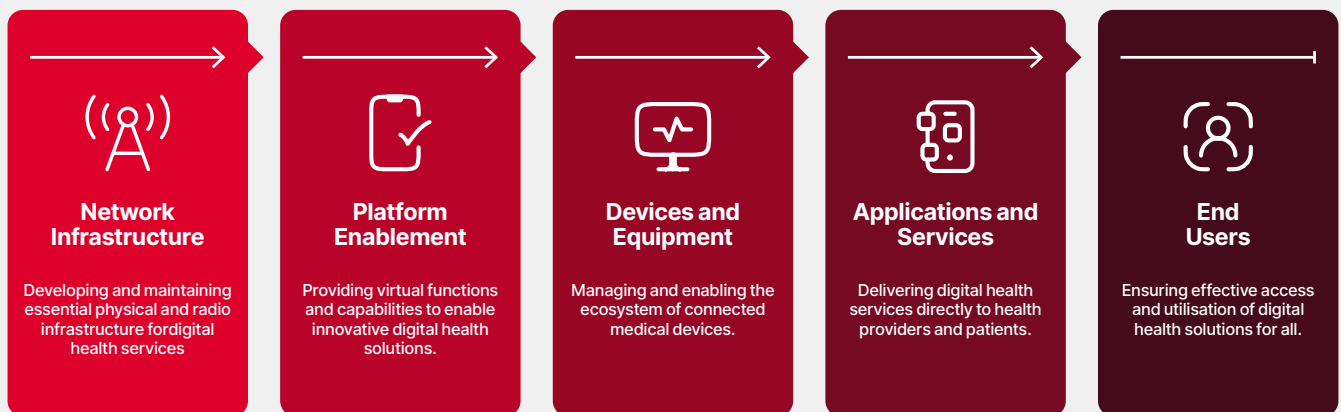 Network
Infrastructure
Developing and maintaining
essential physical and radio
infrastructure fordigital
health services
Platform
Enablement
Providing virtual functions
and capabilities to enable
innovative digital health
solutions.
Devices and
Equipment
Managing and enabling the
ecosystem of connected
medical devices.
Applications and
Services
Delivering digital health
services directly to health
providers and patients.
End
Users
Ensuring effective access
and utilisation of digital
health solutions for all.